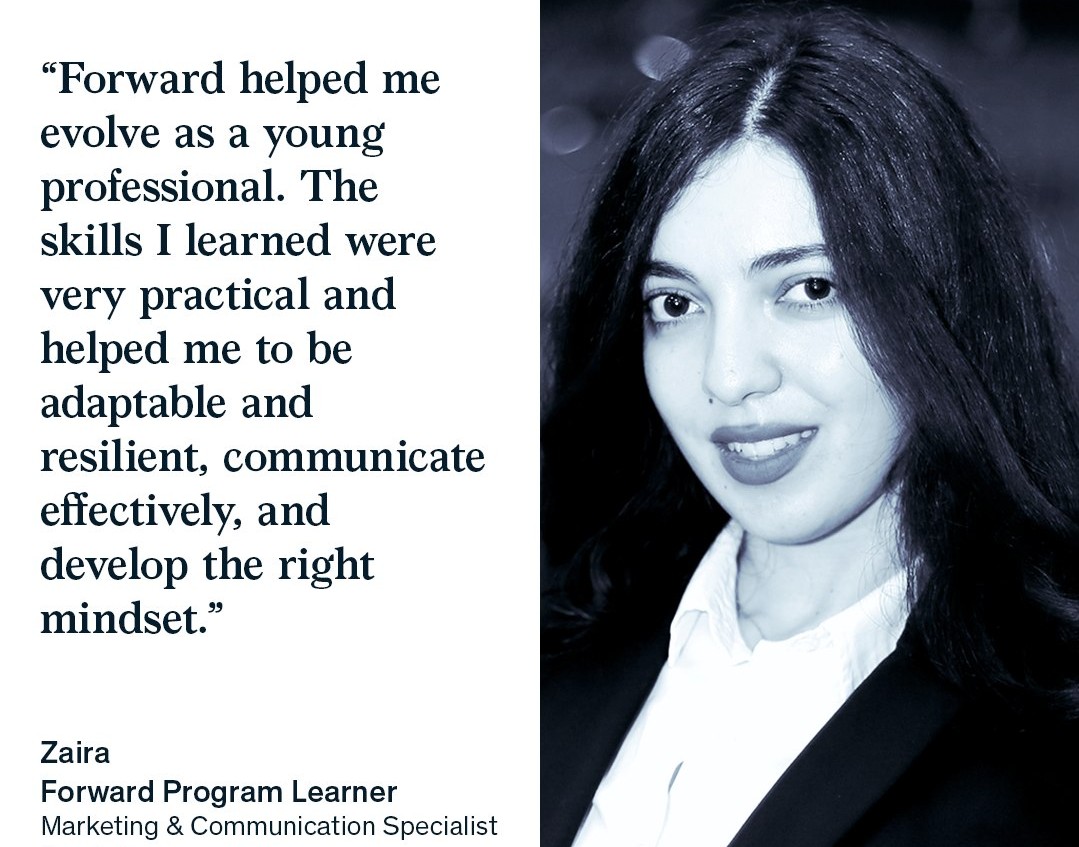 “Forward helped me
evolve as a young
professional. The
skills I learned were
very practical and
helped me to be
adaptable and
resilient, communicate
effectively, and
develop the right
mindset.”
Zaira
Forward Program Learner
Marketing & Communication Specialist